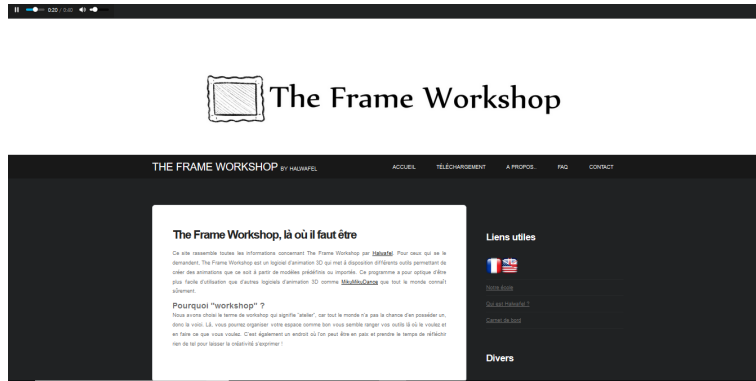 0:20 / 0:40
The Frame Workshop
THE FRAME WORKSHOP BY HALWAFEL
ACCUEIL TÉLÉCHARGEMENT A PROPOS.. FAQ CONTACT
The Frame Workshop, là où il faut être
Ce site rassemble toutes les informations concernant The Frame Workshop par Halwafel. Pour ceux qui se le
demandent, The Frame Workshop est un logiciel d'animation 3D qui met à disposition différents outils permettant de
créer des animations que ce soit à partir de modèles prédéfinis ou importés. Ce programme a pour optique d'être
plus facile d'utilisation que d'autres logiciels d'animation 3D comme MikuMikuDance que tout le monde connaît
sûrement.
Pourquoi "workshop" ?
Nous avons choisi le terme de workshop qui signifie "atelier", car tout le monde n'a pas la chance d'en posséder un,
donc la voici. Là, vous pourrez organiser votre espace comme bon vous semble ranger vos outils là où le voulez et
en faire ce que vous voulez. C'est également un endroit où l'on peut être en paix et prendre le temps de réfléchir
rien de tel pour laisser la créativité s'exprimer !
Liens utiles
Notre école
Qui est Halwafel ?
Carnet de bord
Divers